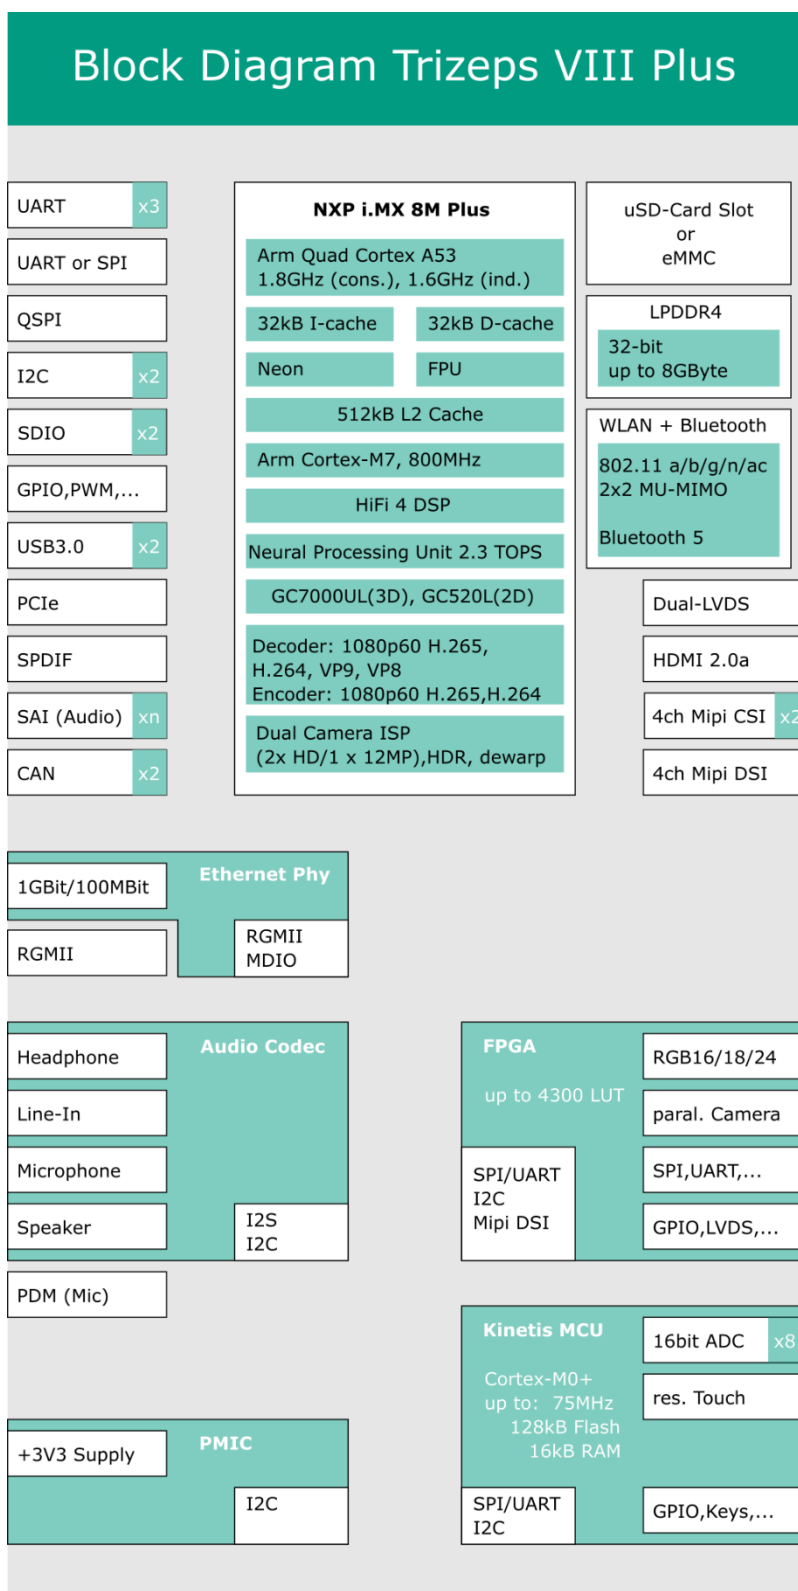 Block Diagram Trizeps VIII Plus
UART x3
UART or SPI
QSPI
I2C x2
SDIO x2
GPIO,PWM,...
USB3.0 x2
PCIe
SPDIF
SAI (Audio) xn
CAN x2
NXP i.MX 8M Plus
Arm Quad Cortex A53
1.8GHz (cons.), 1.6GHz (ind.)
32kB I-cache
32kB D-cache
Neon
FPU
512kB L2 Cache
Arm Cortex-M7, 800MHz
HiFi 4 DSP
Neural Processing Unit 2.3 TOPS
GC7000UL(3D), GC520L(2D)
Decoder: 1080p60 H.265,
H.264, VP9, VP8
Encoder: 1080p60 H.265,H.264
Dual Camera ISP
(2x HD/1 x 12MP),HDR, dewarp
uSD-Card Slot
or
eMMC
LPDDR4
32-bit
up to 8GByte
WLAN + Bluetooth
802.11 a/b/g/n/ac
2x2 MU-MIMO
Bluetooth 5
Dual-LVDS
HDMI 2.0a
4ch Mipi CSI x2
4ch Mipi DSI
Ethernet Phy
1GBit/100MBit
RGMII
RGMII
MDIO
Audio Codec
Headphone
Line-In
Microphone
Speaker
I2S
I2C
PDM (Mic)
FPGA
up to 4300 LUT
SPI/UART
I2C
Mipi DSI
RGB16/18/24
paral. Camera
SPI,UART,...
GPIO,LVDS,...
PMIC
+3V3 Supply
I2C
Kinetis MCU
Cortex-M0+
up to: 75MHz
128kB Flash
16kB RAM
SPI/UART
I2C
16bit ADC x8
res. Touch
GPIO,Keys,...